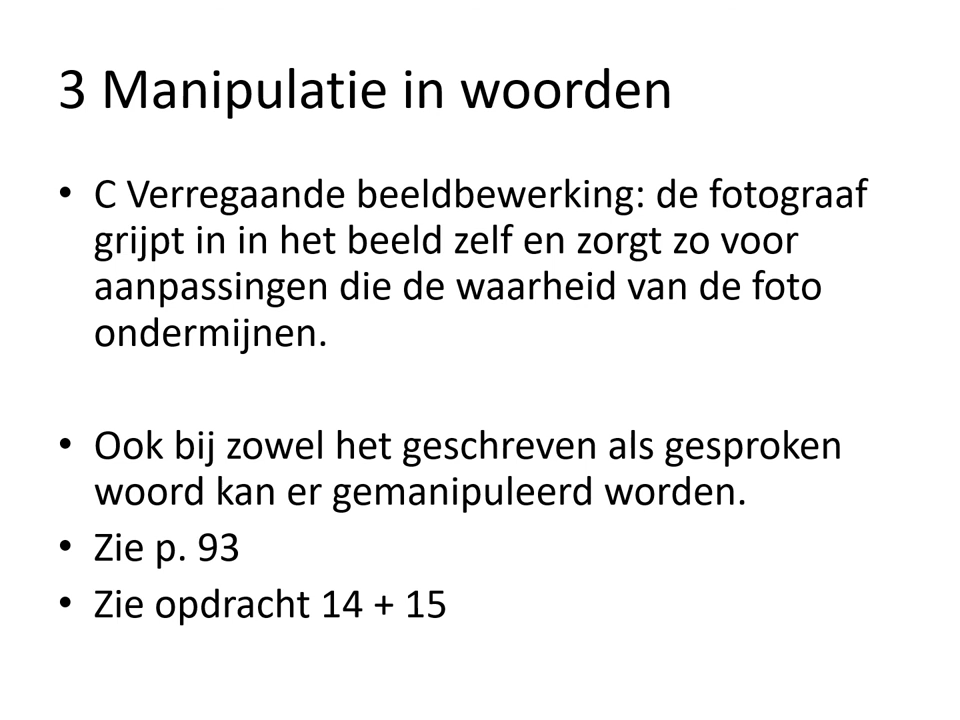 3 Manipulatie in woorden
• C Verregaande beeldbewerking: de fotograaf
grijpt in in het beeld zelf en zorgt zo voor
aanpassingen die de waarheid van de foto
ondermijnen.
• Ook bij zowel het geschreven als gesproken
woord kan er gemanipuleerd worden.
• Zie p. 93
• Zie opdracht 14 + 15